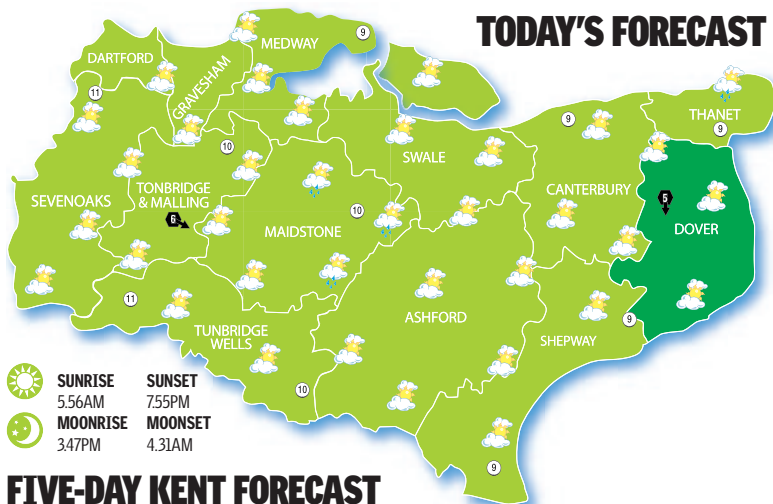 TODAY'S FORECAST
MEDWAY
9
DARTFORD
GRAVESHAM
11
THANET
9
9
10
SWALE
SEVENOAKS
TONBRIDGE
& MALLING
6
CANTERBURY
5
10
MAIDSTONE
DOVER
11
ASHFORD
9
SHEPWAY
TUNBRIDGE
WELLS
10
9
SUNRISE SUNSET
5.56AM 7.55PM
MOONRISE MOONSET
3.47PM 4.31AM
FIVE-DAY KENT FORECAST